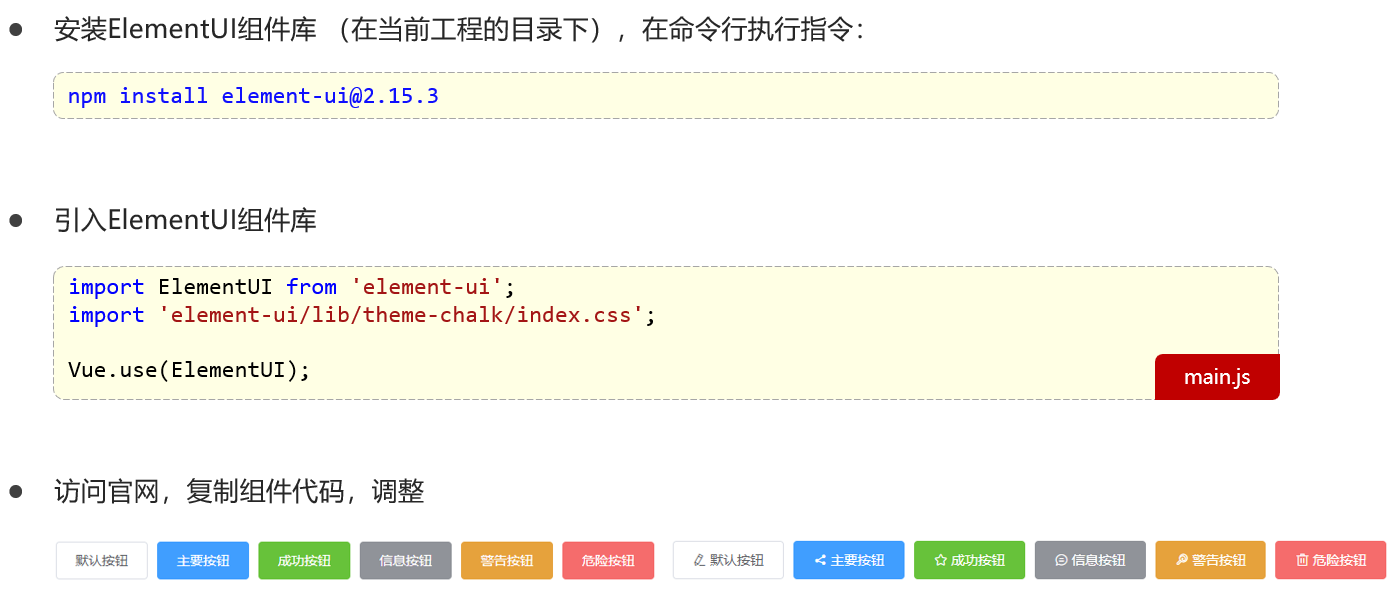 安装ElementUI组件库 （在当前工程的目录下），在命令行执行指令：
npm install element-ui@2.15.3
引入ElementUI组件库
import ElementUI from 'element-ui';
import 'element-ui/lib/theme-chalk/index.css';
Vue.use(ElementUI);
main.js
访问官网，复制组件代码，调整
默认按钮 主要按钮 成功按钮 信息按钮 警告按钮 危险按钮 默认按钮 主要按钮 成功按钮 信息按钮 警告按钮 危险按钮